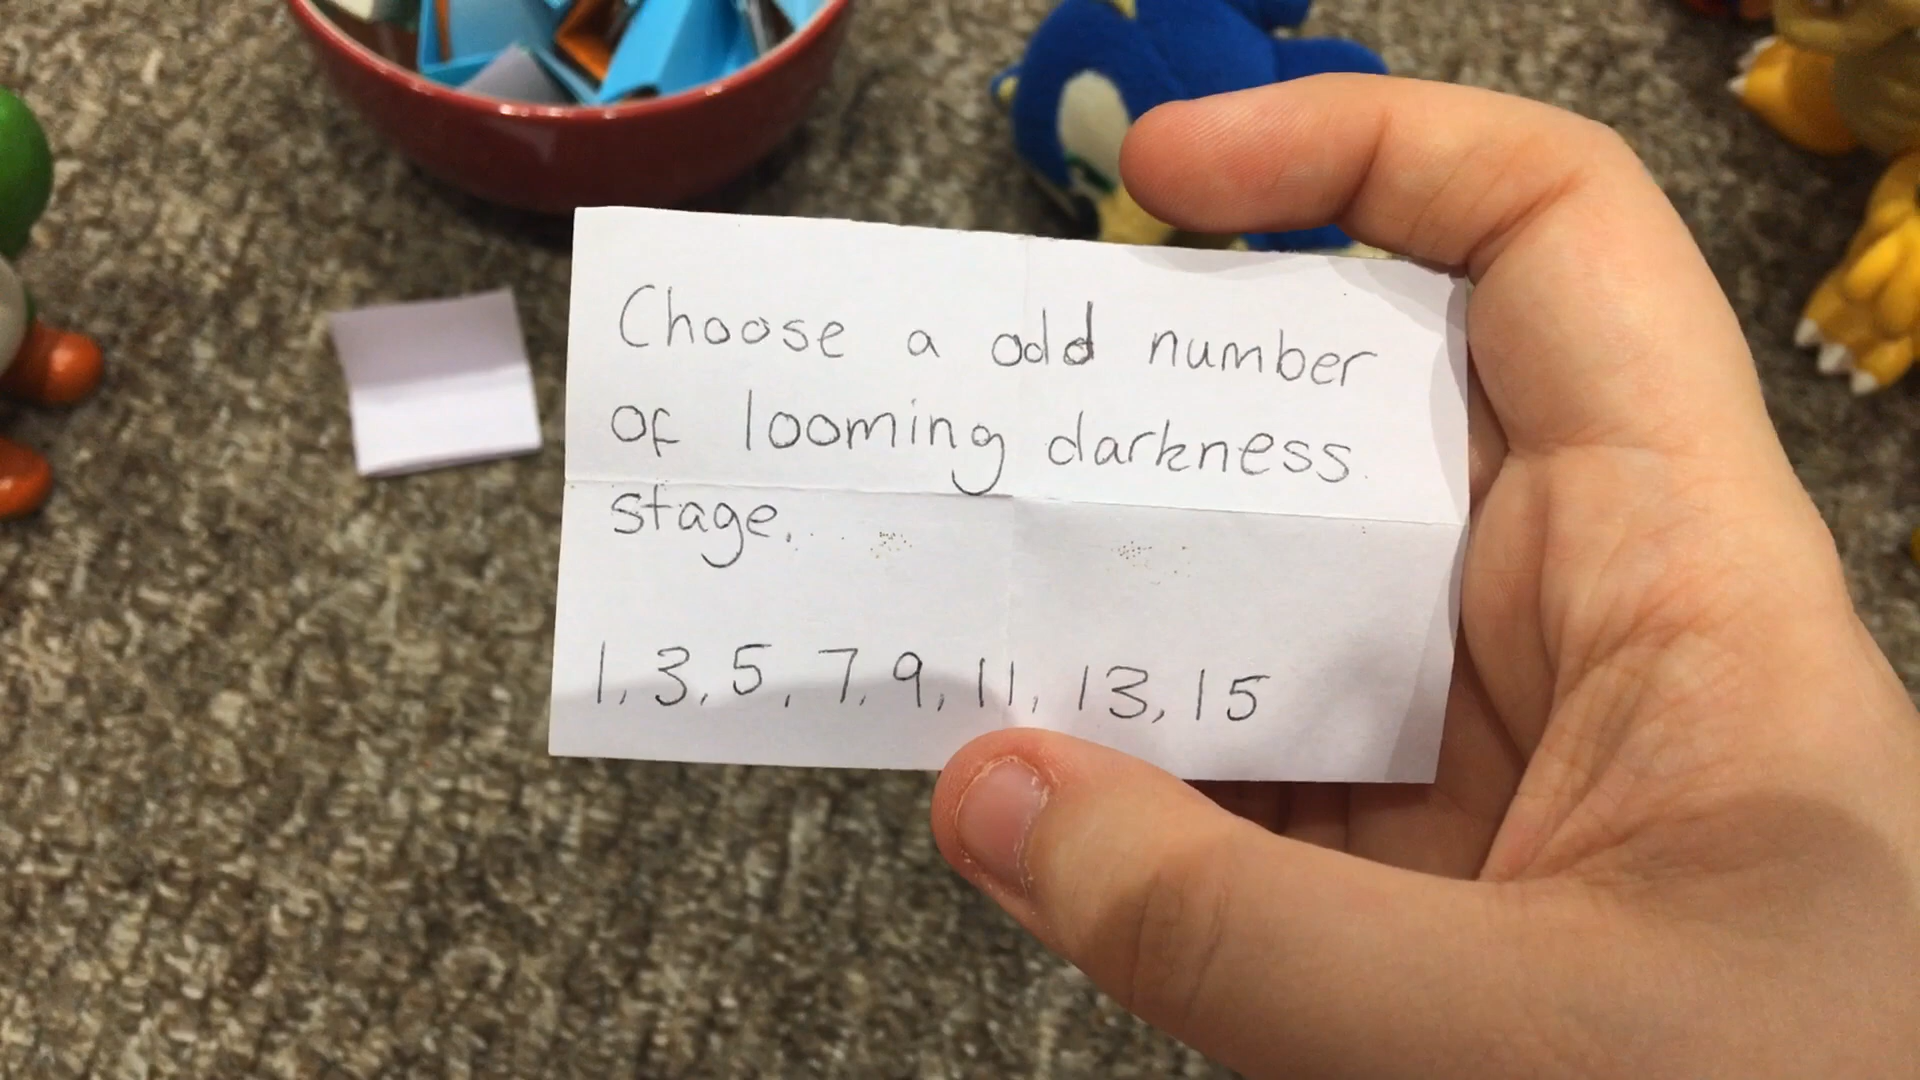 Choose a odd number
of looming darkness
stage.
1, 3, 5, 7, 9, 11, 13, 15